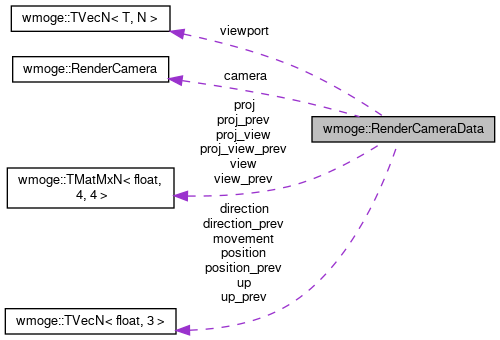 wmoge::TVecN< T, N >
viewport
wmoge::RenderCamera
camera
wmoge::RenderCameraData
proj
proj_prev
proj_view
proj_view_prev
view
view_prev
wmoge::TMatMxN< float,
4, 4 >
direction
direction_prev
movement
position
position_prev
up
up_prev
wmoge::TVecN< float, 3 >